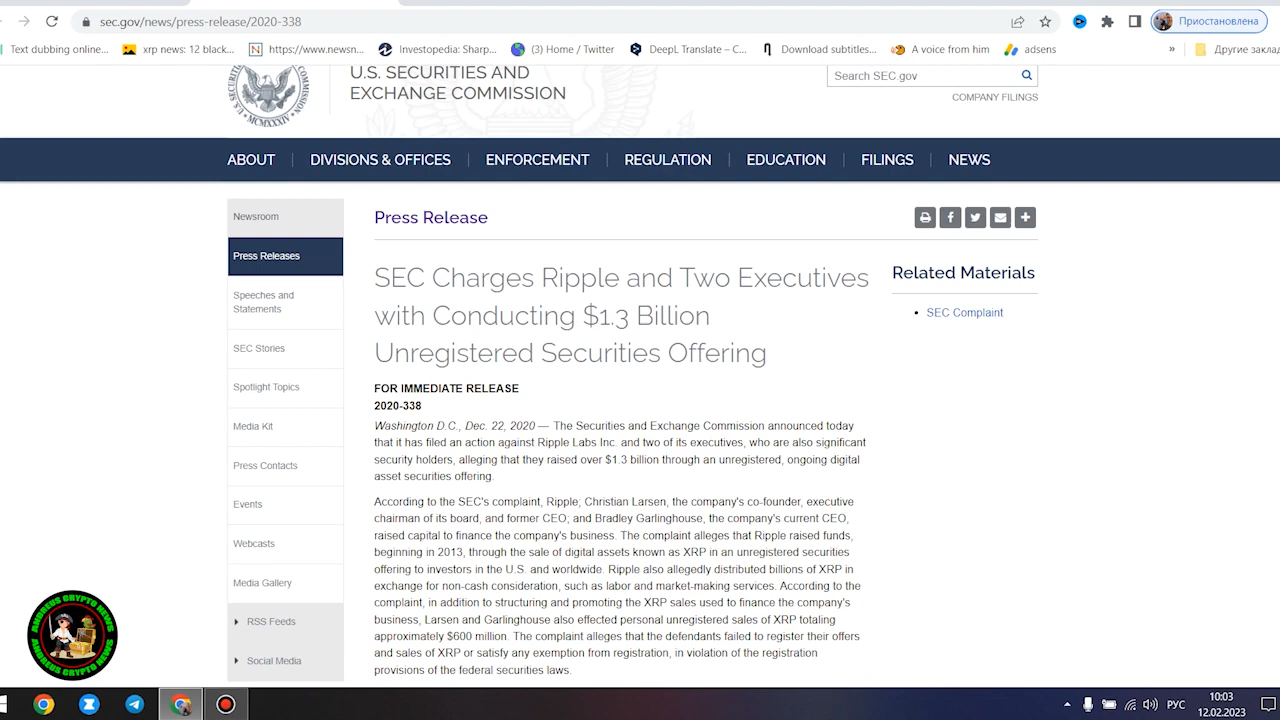 sec.gov/news/press-release/2020-338
Приостановлена
Text dubbing online...
xrp news: 12 black...
https://www.newsn...
Investopedia: Sharp...
(3) Home / Twitter
DeepL Translate – C...
Download subtitles...
A voice from him
adsens
»
Другие заклад
U.S. SECURITIES AND
EXCHANGE COMMISSION
MCMXXXIV
Search SEC.gov
COMPANY FILINGS
ABOUT
DIVISIONS & OFFICES
ENFORCEMENT
REGULATION
EDUCATION
FILINGS
NEWS
Newsroom
Press Releases
Speeches and
Statements
SEC Stories
Spotlight Topics
Media Kit
Press Contacts
Events
Webcasts
Media Gallery
RSS Feeds
Social Media
Press Release
SEC Charges Ripple and Two Executives
with Conducting $1.3 Billion
Unregistered Securities Offering
FOR IMMEDIATE RELEASE
2020-338
Washington D.C., Dec. 22, 2020 — The Securities and Exchange Commission announced today
that it has filed an action against Ripple Labs Inc. and two of its executives, who are also significant
security holders, alleging that they raised over $1.3 billion through an unregistered, ongoing digital
asset securities offering.
According to the SEC's complaint, Ripple; Christian Larsen, the company's co-founder, executive
chairman of its board, and former CEO; and Bradley Garlinghouse, the company's current CEO,
raised capital to finance the company's business. The complaint alleges that Ripple raised funds,
beginning in 2013, through the sale of digital assets known as XRP in an unregistered securities
offering to investors in the U.S. and worldwide. Ripple also allegedly distributed billions of XRP in
exchange for non-cash consideration, such as labor and market-making services. According to the
complaint, in addition to structuring and promoting the XRP sales used to finance the company's
business, Larsen and Garlinghouse also effected personal unregistered sales of XRP totaling
approximately $600 million. The complaint alleges that the defendants failed to register their offers
and sales of XRP or satisfy any exemption from registration, in violation of the registration
provisions of the federal securities laws.
Related Materials
SEC Complaint
ANDREUS CRYPTO NEWS
ANDREUS CRYPTO NEWS
РУС
10:03
12.02.2023